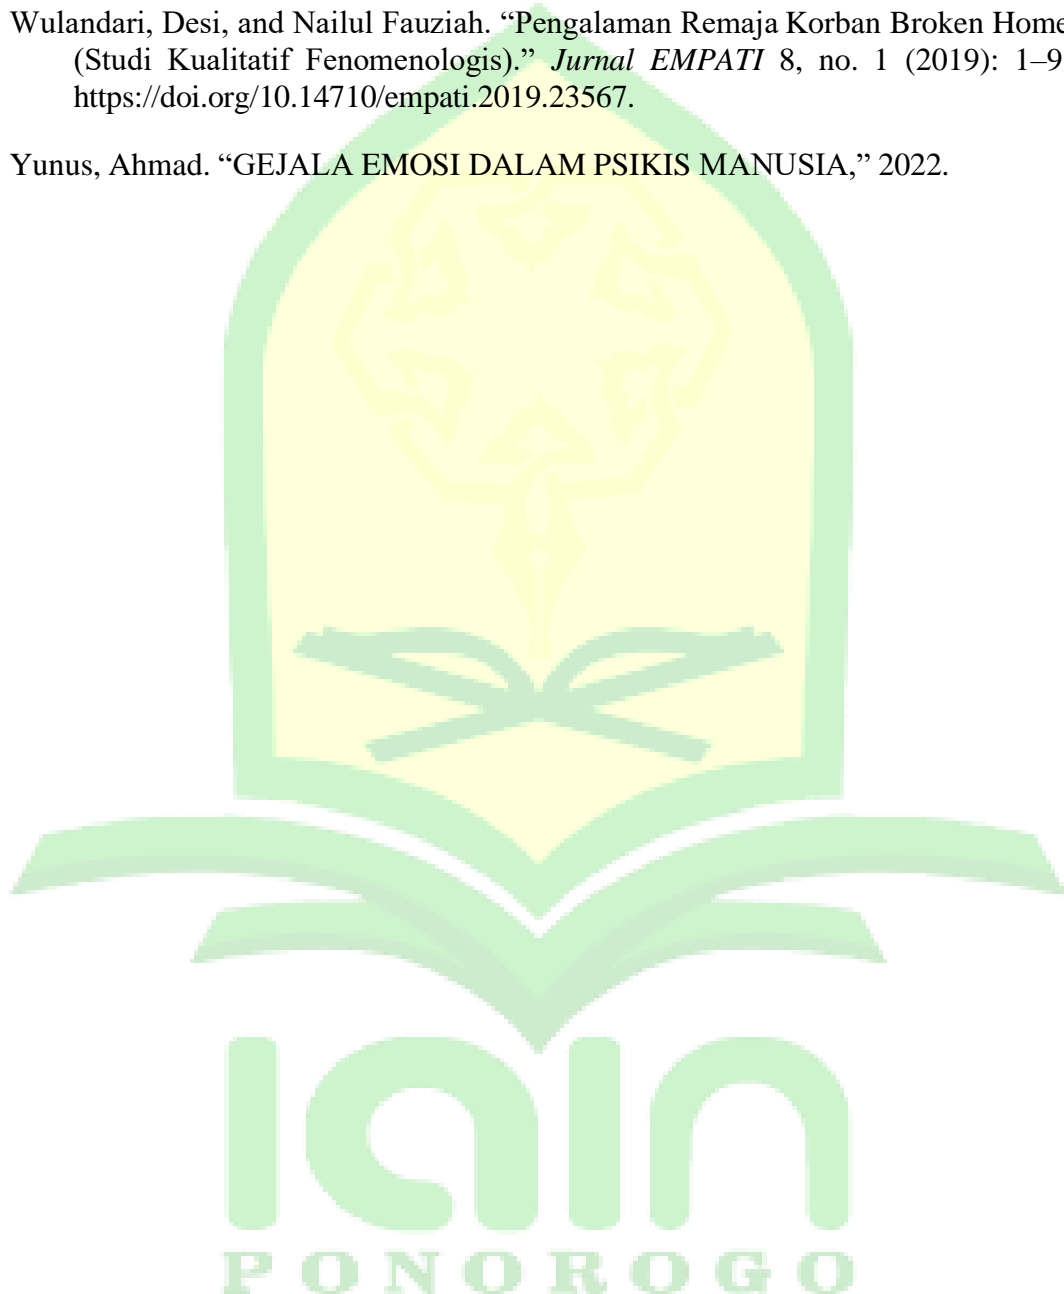 Wulandari, Desi, and Nailul Fauziah. “Pengalaman Remaja Korban Broken Home
(Studi Kualitatif Fenomenologis).” Jurnal EMPATI 8, no. 1 (2019): 1–9
https://doi.org/10.14710/empati.2019.23567.
Yunus, Ahmad. “GEJALA EMOSI DALAM PSIKIS MANUSIA,” 2022.
iain
PONOROGO